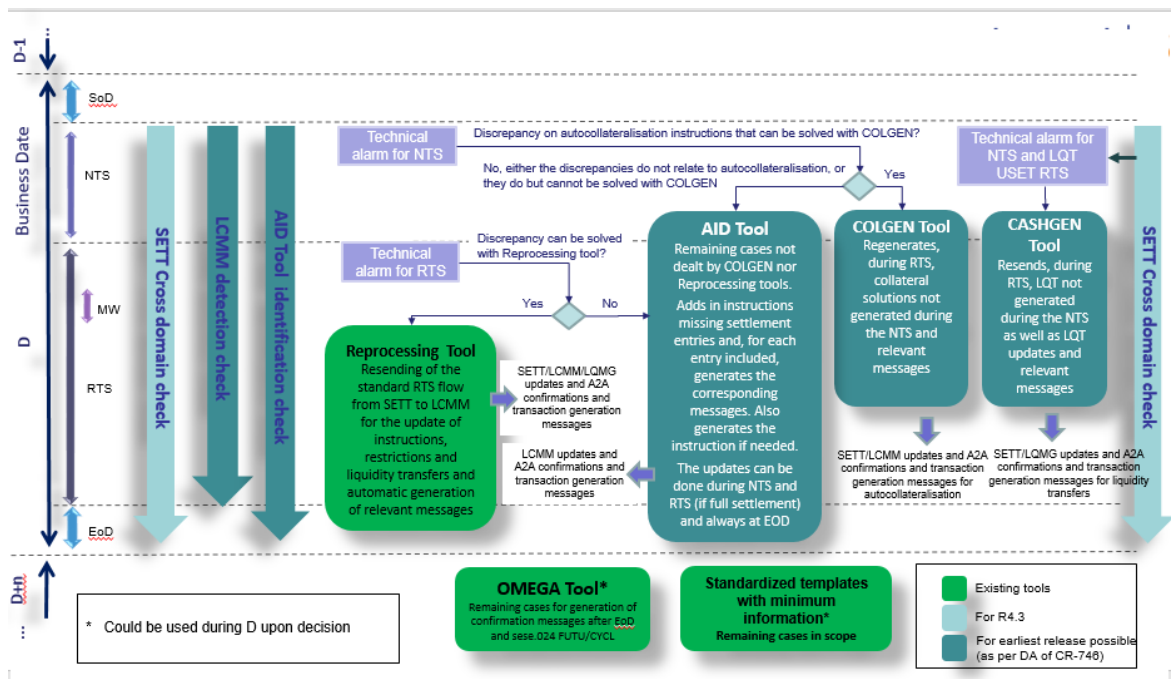 D-1
...
SoD
Business Date
NTS
D
MW
RTS
EoD
D+n
...
SETT Cross domain check
LCMM detection check
AID Tool identification check
Technical
alarm for NTS
Discrepancy on autocollateralisation instructions that can be solved with COLGEN?
No, either the discrepancies do not relate to autocollateralisation, or
they do but cannot be solved with COLGEN
Yes
Technical alarm for
NTS and LQT
USET RTS
Technical
alarm for RTS
Discrepancy can be solved
with Reprocessing tool?
Yes
No
Reprocessing Tool
Resending of the
standard RTS flow
from SETT to LCMM
for the update of
instructions,
restrictions and
liquidity transfers and
automatic generation
of relevant messages
SETT/LCMM/LQMG
updates and A2A
confirmations and
transaction generation
messages
LCMM updates and
A2A confirmations and
transaction generation
messages
AID Tool
Remaining cases not
dealt by COLGEN nor
Reprocessing tools.
Adds in instructions
missing settlement
entries and, for each
entry included,
generates the
corresponding
messages. Also
generates the
instruction if needed.
The updates can be
done during NTS and
RTS (if full settlement)
and always at EOD
COLGEN Tool
Regenerates,
during RTS,
collateral
solutions not
generated during
the NTS and
relevant
messages
SETT/LCMM updates and A2A
confirmations and transaction
generation messages for
autocollateralisation
CASHGEN
Tool
Resends, during
RTS, LQT not
generated
during the NTS
as well as LQT
updates and
relevant
messages
SETT/LQMG updates and A2A
confirmations and transaction
generation messages for liquidity
transfers
SETT Cross domain check
* Could be used during D upon decision
OMEGA Tool*
Remaining cases for generation of
confirmation messages after EoD
and sese.024 FUTU/CYCL
Standardized templates
with minimum
information*
Remaining cases in scope
Existing tools
For R4.3
For earliest release possible
(as per DA of CR-746)